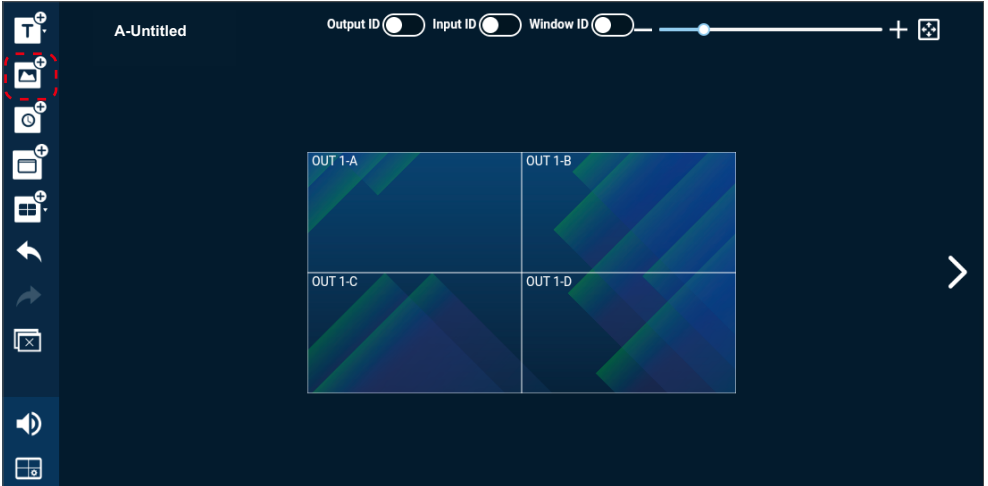 T
A-Untitled
Output ID
Input ID
Window ID
OUT 1-A
OUT 1-B
OUT 1-C
OUT 1-D